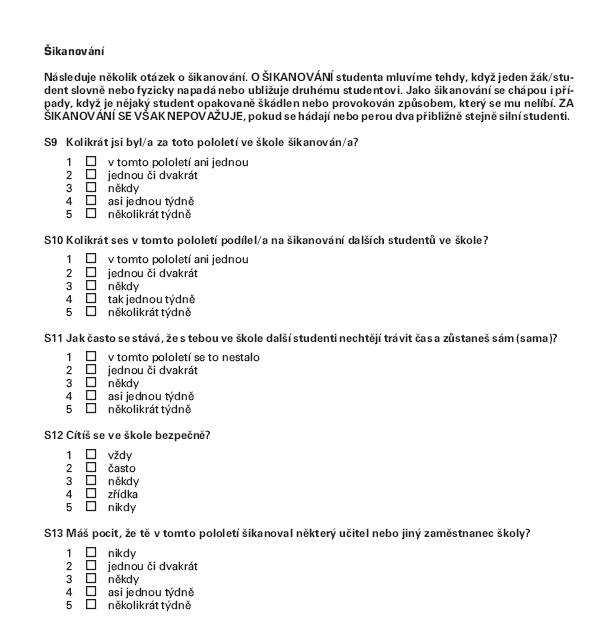 Šikanování
Následuje několik otázek o šikanování. O ŠIKANOVÁNÍ studenta mluvíme tehdy, když jeden žák/stu-
dent slovně nebo fyzicky napadá nebo ubližuje druhému studentovi. Jako šikanování se chápou i pří-
pady, když je nějaký student opakovaně škádlen nebo provokován způsobem, který se mu nelíbí. ZA
ŠIKANOVÁNÍ SE VŠAK NEPOVAŽUJE, pokud se hádají nebo perou dva přibližně stejně silní studenti.
S9 Kolikrát jsi byl/a za toto pololetí ve škole šikanován/a?
1 □ v tomto pololetí ani jednou
2 □ jednou či dvakrát
3 □ někdy
4 □ asi jednou týdně
5 □ několikrát týdně
S10 Kolikrát ses v tomto pololetí podílel/a na šikanování dalších studentů ve škole?
1 □ v tomto pololetí ani jednou
2 □ jednou či dvakrát
3 □ někdy
4 □ tak jednou týdně
5 □ několikrát týdně
S11 Jak často se stává, že s tebou ve škole další studenti nechtějí trávit čas a zůstaneš sám (sama)?
1 □ v tomto pololetí se to nestalo
2 □ jednou či dvakrát
3 □ někdy
4 □ asi jednou týdně
5 □ několikrát týdně
S12 Cítíš se ve škole bezpečně?
1 □ vždy
2 □ často
3 □ někdy
4 □ zřídka
5 □ nikdy
S13 Máš pocit, že tě v tomto pololetí šikanoval některý učitel nebo jiný zaměstnanec školy?
1 □ nikdy
2 □ jednou či dvakrát
3 □ někdy
4 □ asi jednou týdně
5 □ několikrát týdně